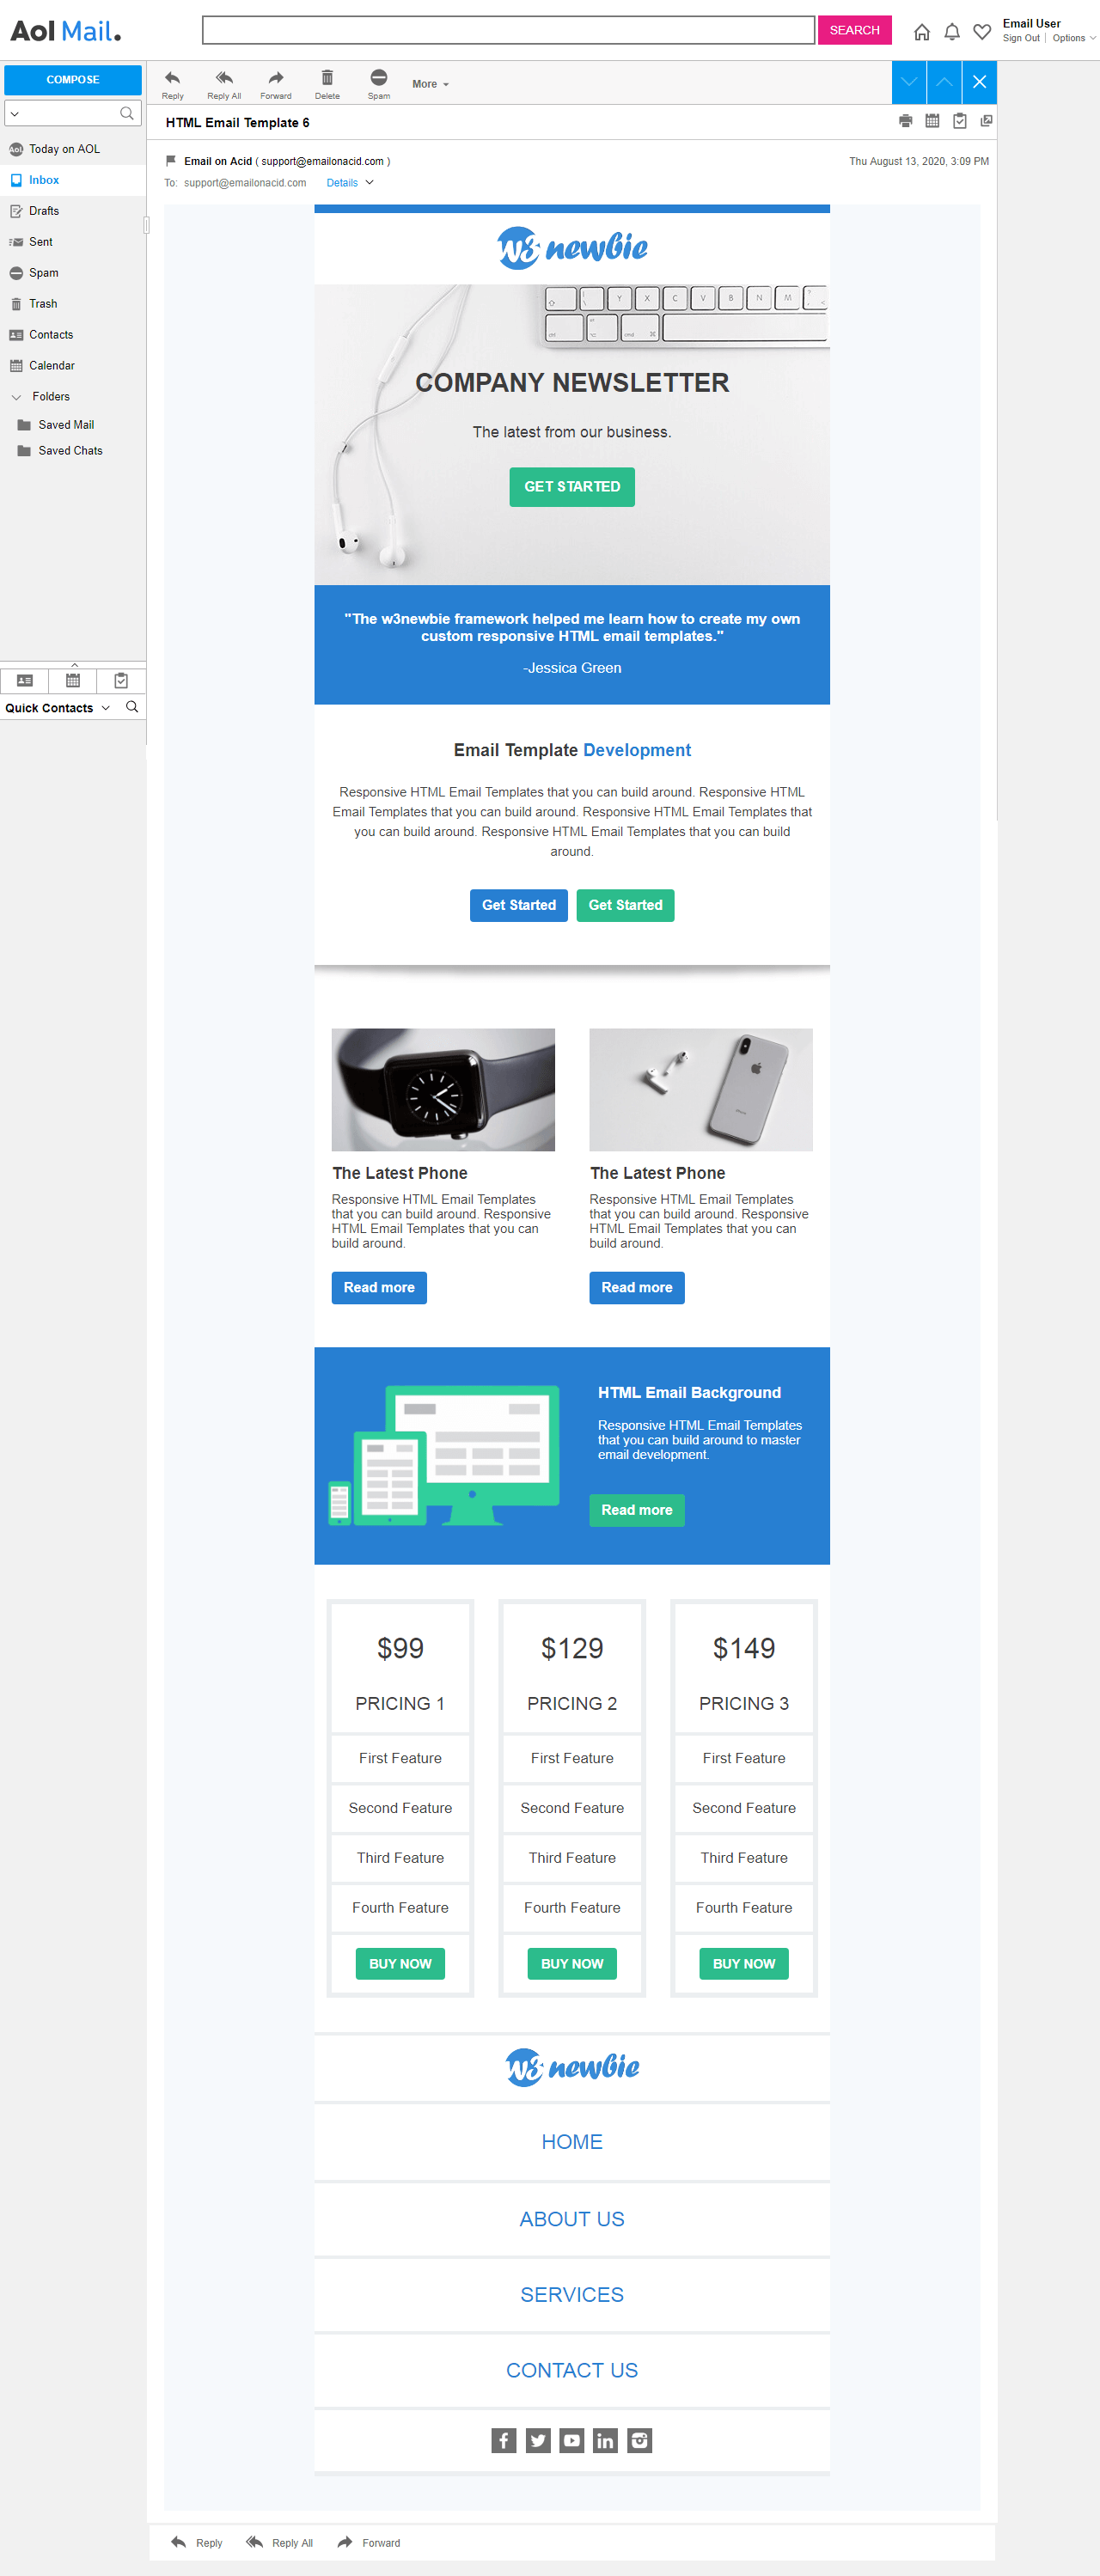 Aol Mail.
SEARCH
Email User
Sign Out
Options
COMPOSE
Reply
Reply All
Forward
Delete
Spam
More
HTML Email Template 6
Today on AOL
Inbox
Drafts
Sent
Spam
Trash
Contacts
Calendar
Folders
Saved Mail
Saved Chats
Quick Contacts
Email on Acid ( support@emailonacid.com )
Thu August 13, 2020, 3:09 PM
To: support@emailonacid.com Details
w3 newbie
Y X C V B N M
ctrl cmd
COMPANY NEWSLETTER
The latest from our business.
GET STARTED
"The w3newbie framework helped me learn how to create my own
custom responsive HTML email templates."
-Jessica Green
Email Template Development
Responsive HTML Email Templates that you can build around. Responsive HTML
Email Templates that you can build around. Responsive HTML Email Templates that
you can build around. Responsive HTML Email Templates that you can build
around.
Get Started
Get Started
The Latest Phone
Responsive HTML Email Templates
that you can build around. Responsive
HTML Email Templates that you can
build around.
Read more
iPhone
The Latest Phone
Responsive HTML Email Templates
that you can build around. Responsive
HTML Email Templates that you can
build around.
Read more
HTML Email Background
Responsive HTML Email Templates
that you can build around to master
email development.
Read more
$99
PRICING 1
First Feature
Second Feature
Third Feature
Fourth Feature
BUY NOW
$129
PRICING 2
First Feature
Second Feature
Third Feature
Fourth Feature
BUY NOW
$149
PRICING 3
First Feature
Second Feature
Third Feature
Fourth Feature
BUY NOW
w3 newbie
HOME
ABOUT US
SERVICES
CONTACT US
Reply
Reply All
Forward